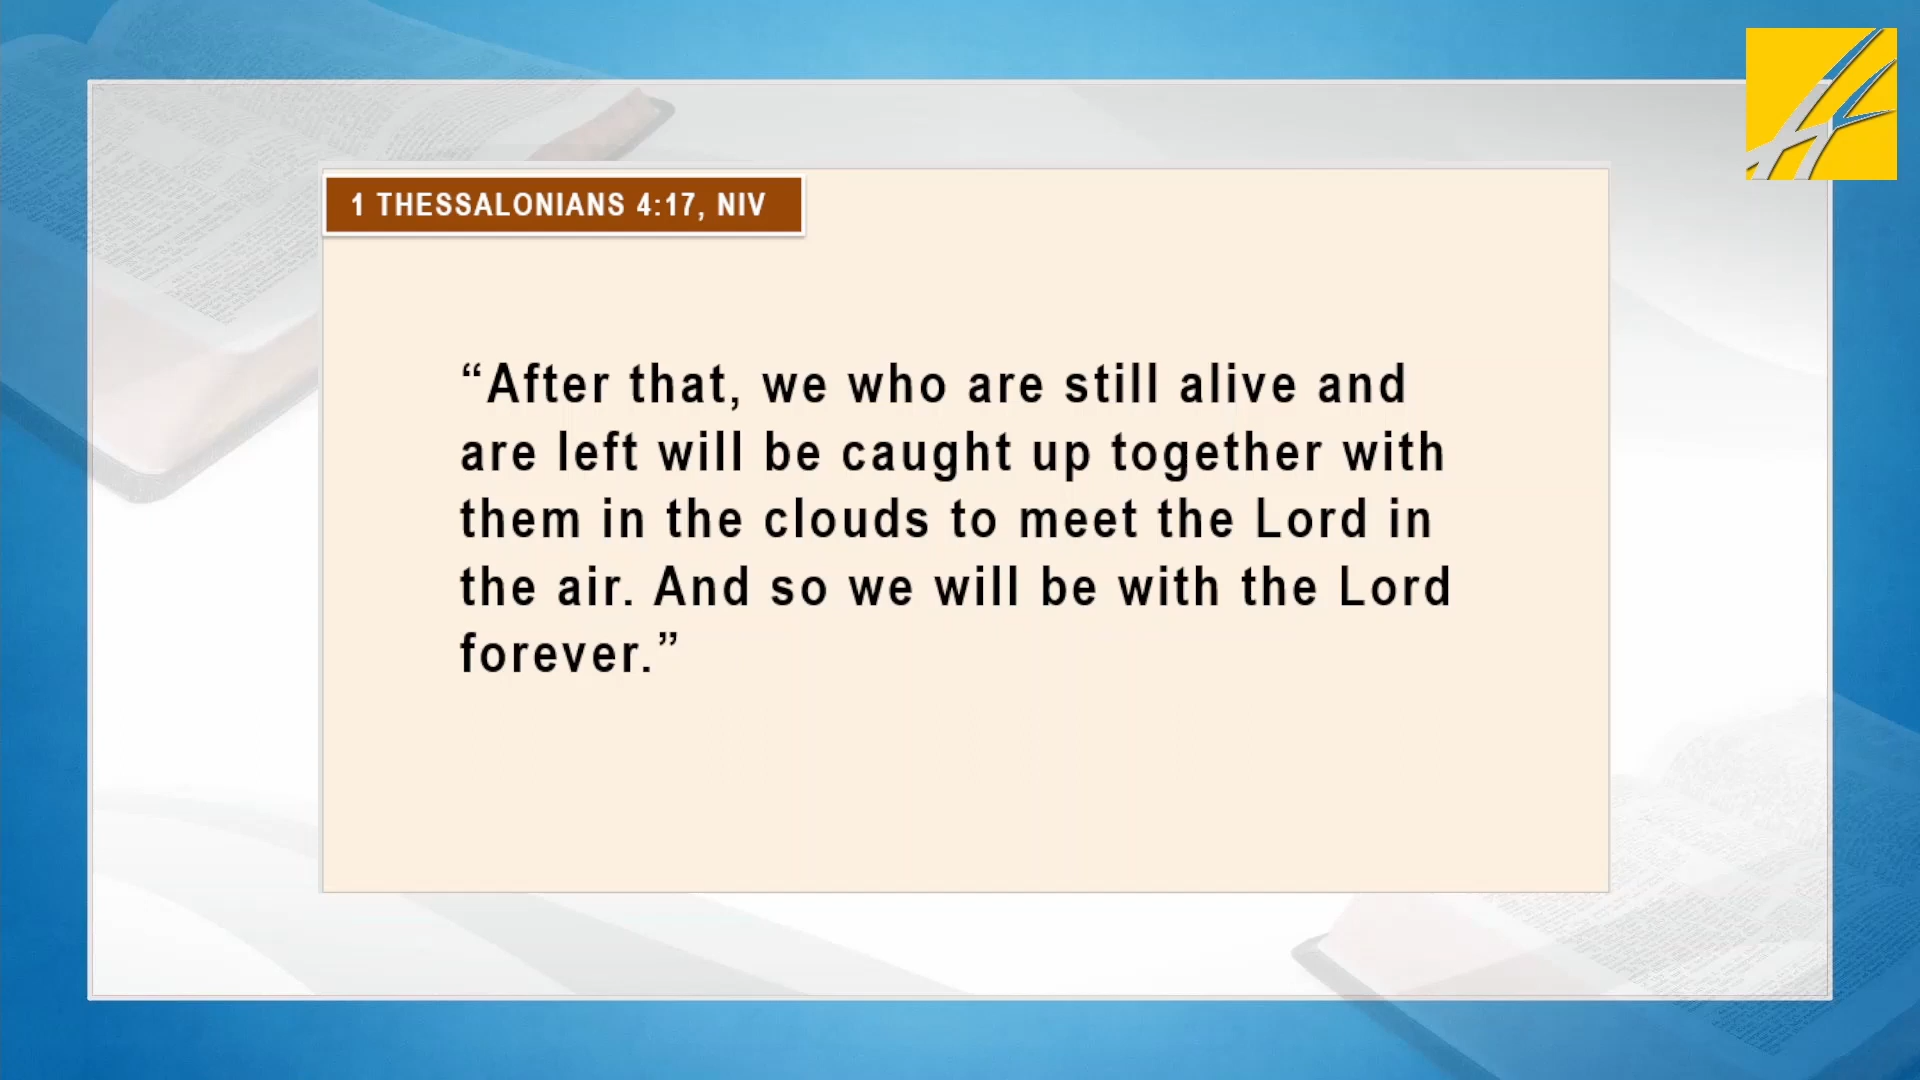 1 THESSALONIANS 4:17, NIV
“After that, we who are still alive and
are left will be caught up together with
them in the clouds to meet the Lord in
the air. And so we will be with the Lord
forever.”